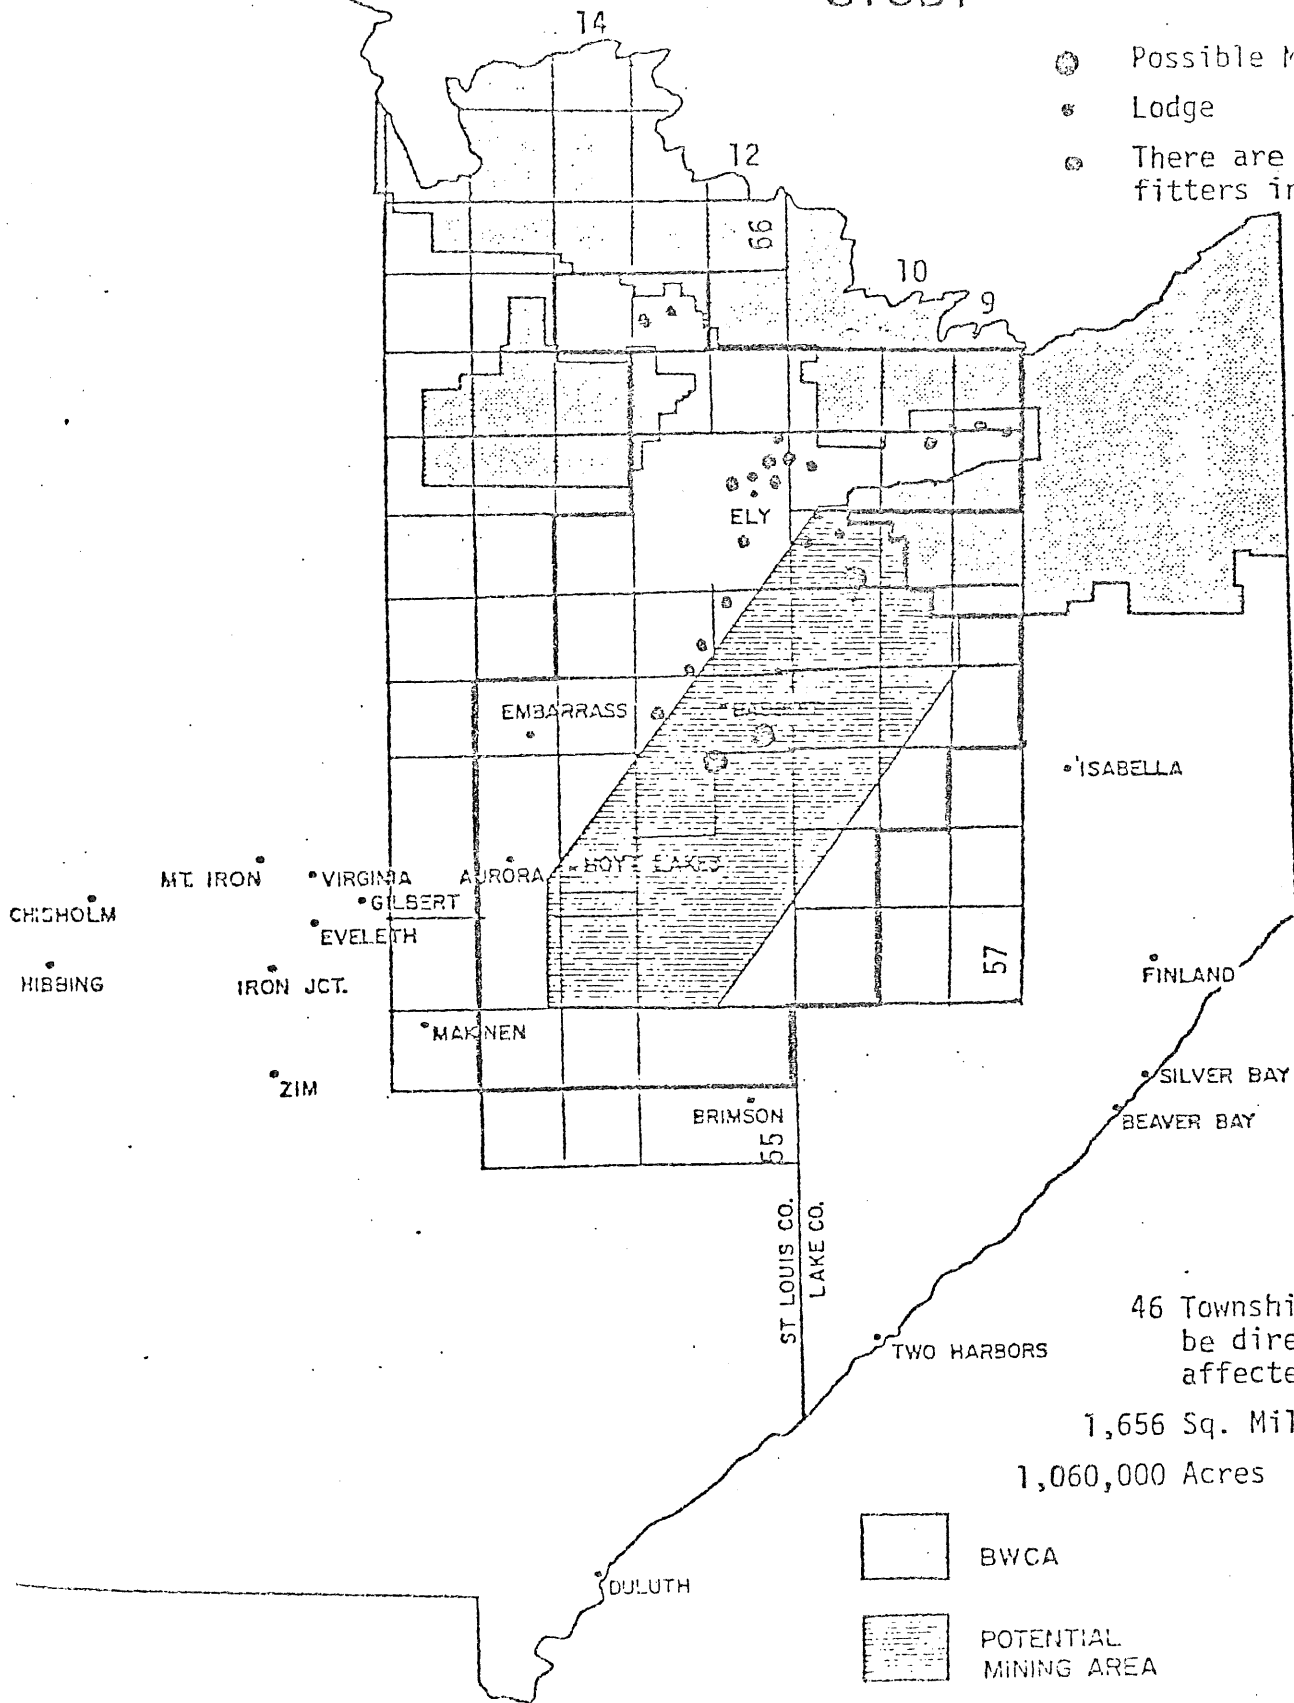 14
Possible
Lodge
There are
fitters in
12
66
10
9
ELY
EMBARRASS
BABBITT
ISABELLA
MT. IRON
VIRGINIA
AURORA
HOYT LAKES
CHISHOLM
GILBERT
EVELETH
57
FINLAND
HIBBING
IRON JCT.
MAKINEN
ZIM
SILVER BAY
BRIMSON
BEAVER BAY
55
ST LOUIS CO.
LAKE CO.
46 Townshi
be dire
affecte
TWO HARBORS
1,656 Sq. Mil
1,060,000 Acres
BWCA
DULUTH
POTENTIAL
MINING AREA